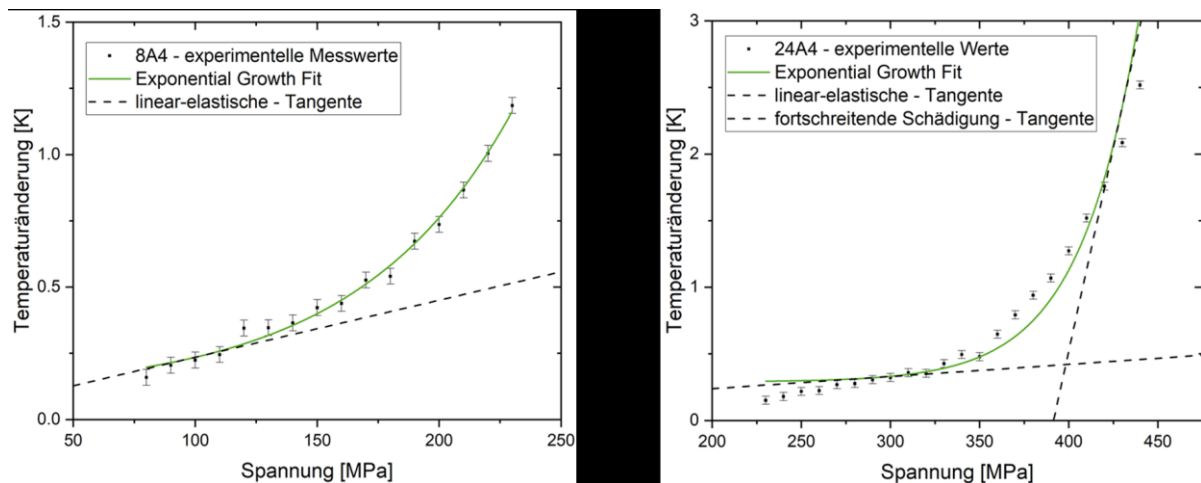 1.5
1.0
0.5
0.0
Temperaturänderung [K]
8A4 - experimentelle Messwerte
Exponential Growth Fit
linear-elastische - Tangente
50
100
150
200
250
Spannung [MPa]
3
2
1
0
Temperaturänderung [K]
24A4 - experimentelle Werte
Exponential Growth Fit
linear-elastische - Tangente
fortschreitende Schädigung - Tangente
200
250
300
350
400
450
Spannung [MPa]